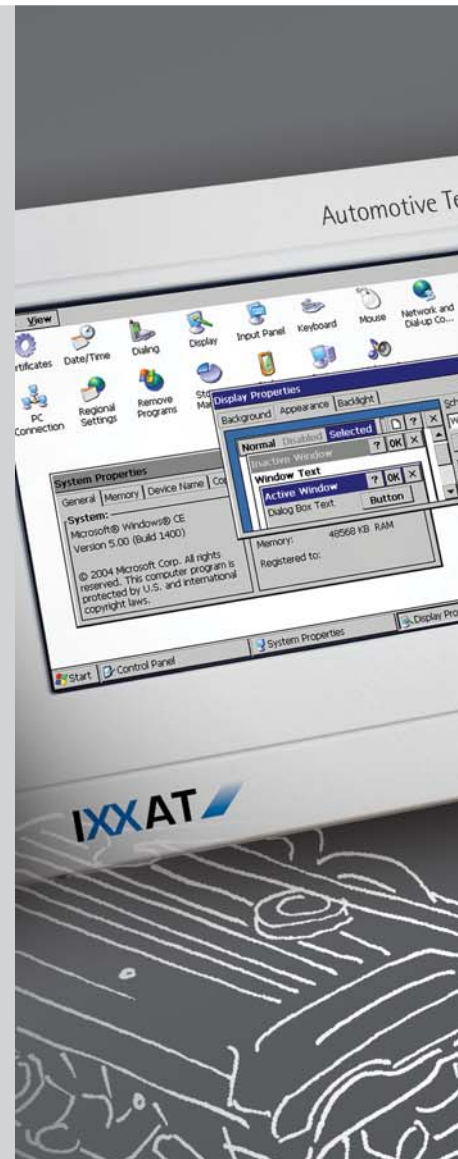 Automotive Te
View
rtificates Date/Time Dialing Display Input Panel Keyboard Mouse Network and
Dial-up Co...
PC
Connection
Regional
Settings
Remove
Programs
Display Properties
Background Appearance Backlight
Normal Disabled Selected ? ×
Inactive Window ? OK ×
Window Text
Active Window ? OK ×
Dialog Box Text Button
System Properties
General Memory Device Name
System:
Microsoft® Windows® CE
Version 5.00 (Build 1400)
© 2004 Microsoft Corp. All rights
reserved. This computer program is
protected by U.S. and international
copyright laws.
Memory: 48568 KB RAM
Registered to:
Start Control Panel System Properties Display Pro
IXXAT